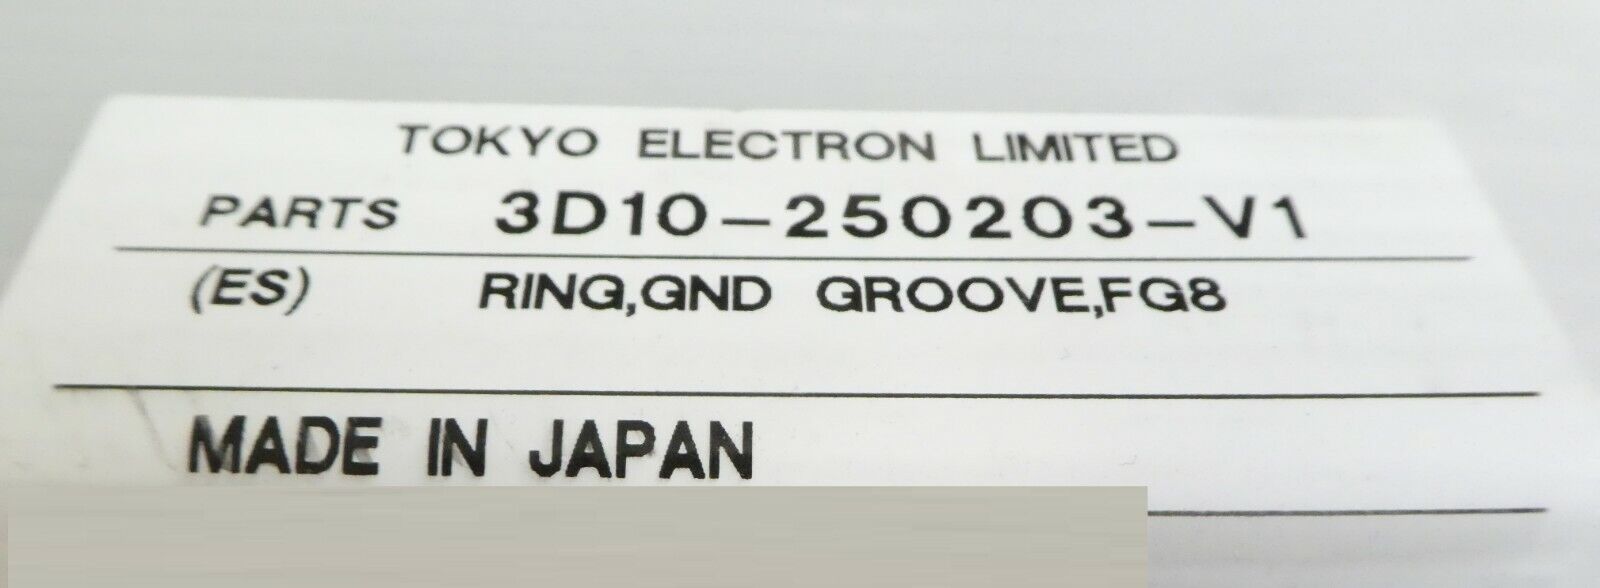 TOKYO ELECTRON LIMITED
PARTS 3D10-250203-V1
(ES) RING,GND GROOVE,FG8
MADE IN JAPAN